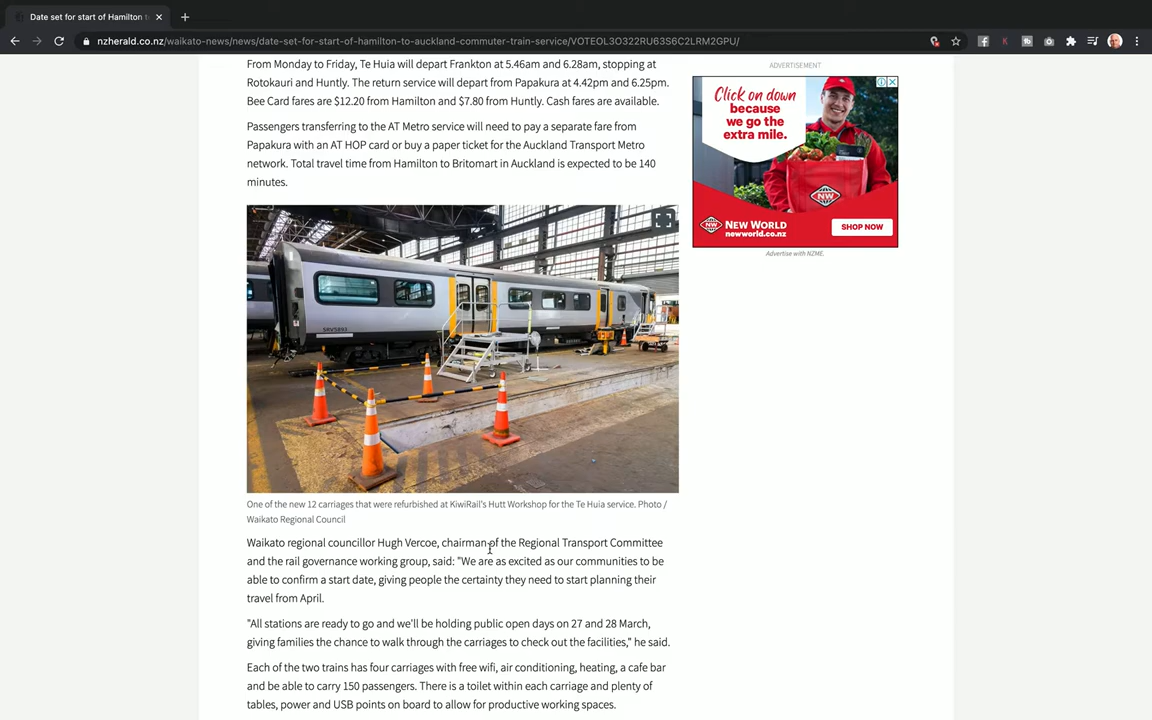 Date set for start of Hamilton to
nzherald.co.nz/waikato-news/news/date-set-for-start-of-hamilton-to-auckland-commuter-train-service/VOTEOL3O322RU63S6C2LRM2GPU/
From Monday to Friday, Te Huia will depart Frankton at 5.46am and 6.28am, stopping at
Rotokauri and Huntly. The return service will depart from Papakura at 4.42pm and 6.25pm.
Bee Card fares are $12.20 from Hamilton and $7.80 from Huntly. Cash fares are available.
Passengers transferring to the AT Metro service will need to pay a separate fare from
Papakura with an AT HOP card or buy a paper ticket for the Auckland Transport Metro
network. Total travel time from Hamilton to Britomart in Auckland is expected to be 140
minutes.
ADVERTISEMENT
Click on down
because
we go the
extra mile.
NW
NEW WORLD
newworld.co.nz
SHOP NOW
Advertise with NZME.
SRV5893
One of the new 12 carriages that were refurbished at KiwiRail's Hutt Workshop for the Te Huia service. Photo /
Waikato Regional Council
Waikato regional councillor Hugh Vercoe, chairman of the Regional Transport Committee
and the rail governance working group, said: "We are as excited as our communities to be
able to confirm a start date, giving people the certainty they need to start planning their
travel from April.
"All stations are ready to go and we'll be holding public open days on 27 and 28 March,
giving families the chance to walk through the carriages to check out the facilities," he said.
Each of the two trains has four carriages with free wifi, air conditioning, heating, a cafe bar
and be able to carry 150 passengers. There is a toilet within each carriage and plenty of
tables, power and USB points on board to allow for productive working spaces.